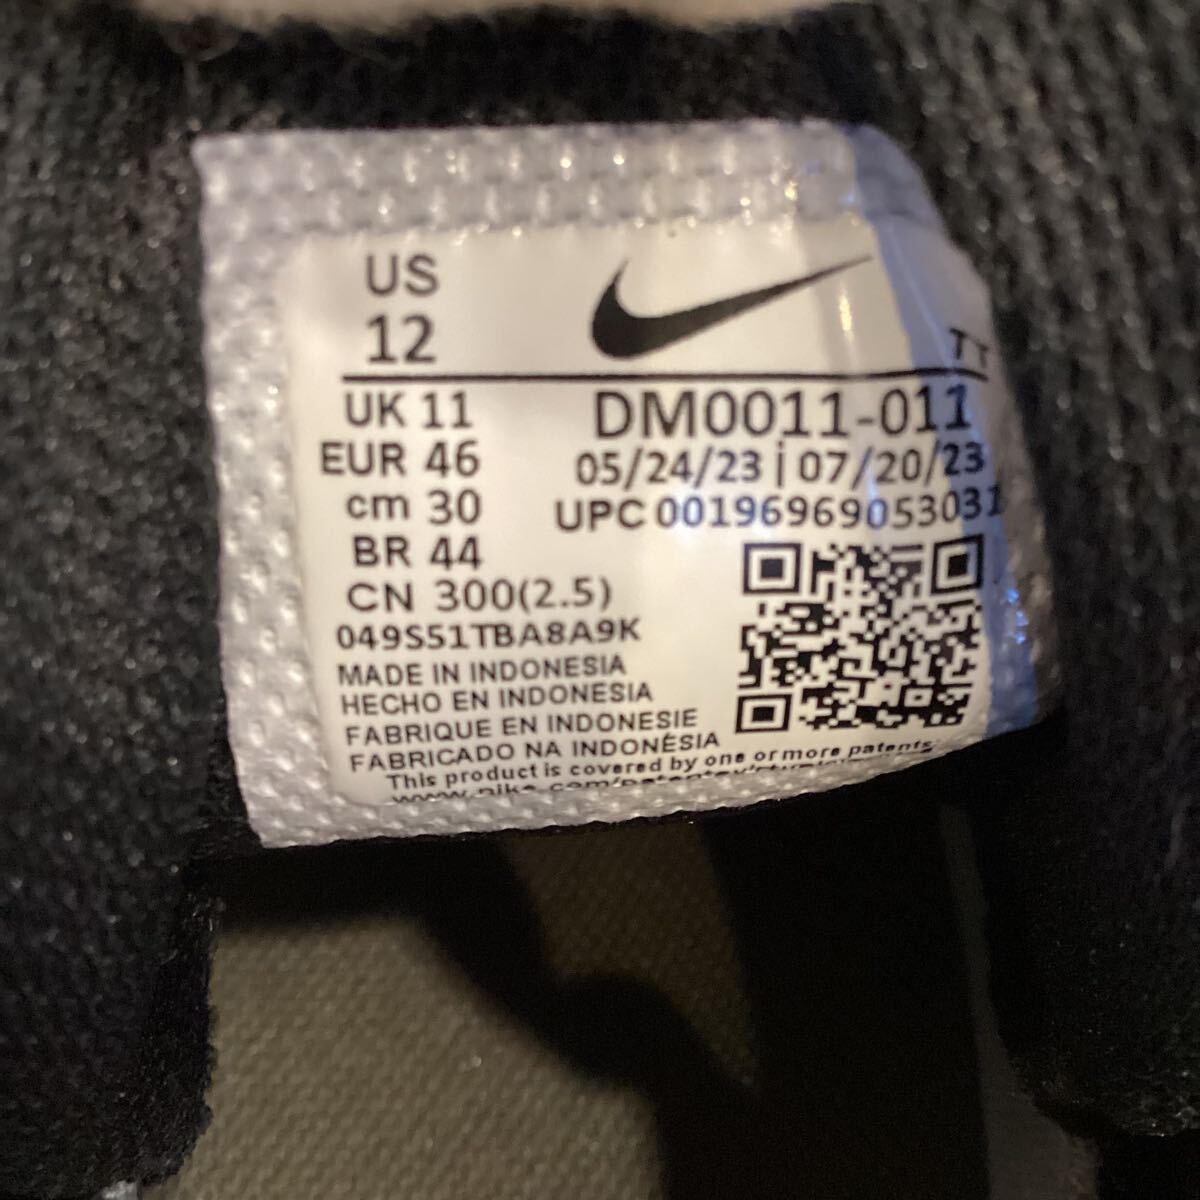 US
12
TT
UK 11
EUR 46
cm 30
BR 44
CN 300(2.5)
DM0011-011
05/24/23 | 07/20/23
UPC 00196969053031
049S51TBA8A9K
MADE IN INDONESIA
HECHO EN INDONESIA
FABRIQUE EN INDONESIE
FABRICADO NA INDONÉSIA
This product is covered by one or more patents: